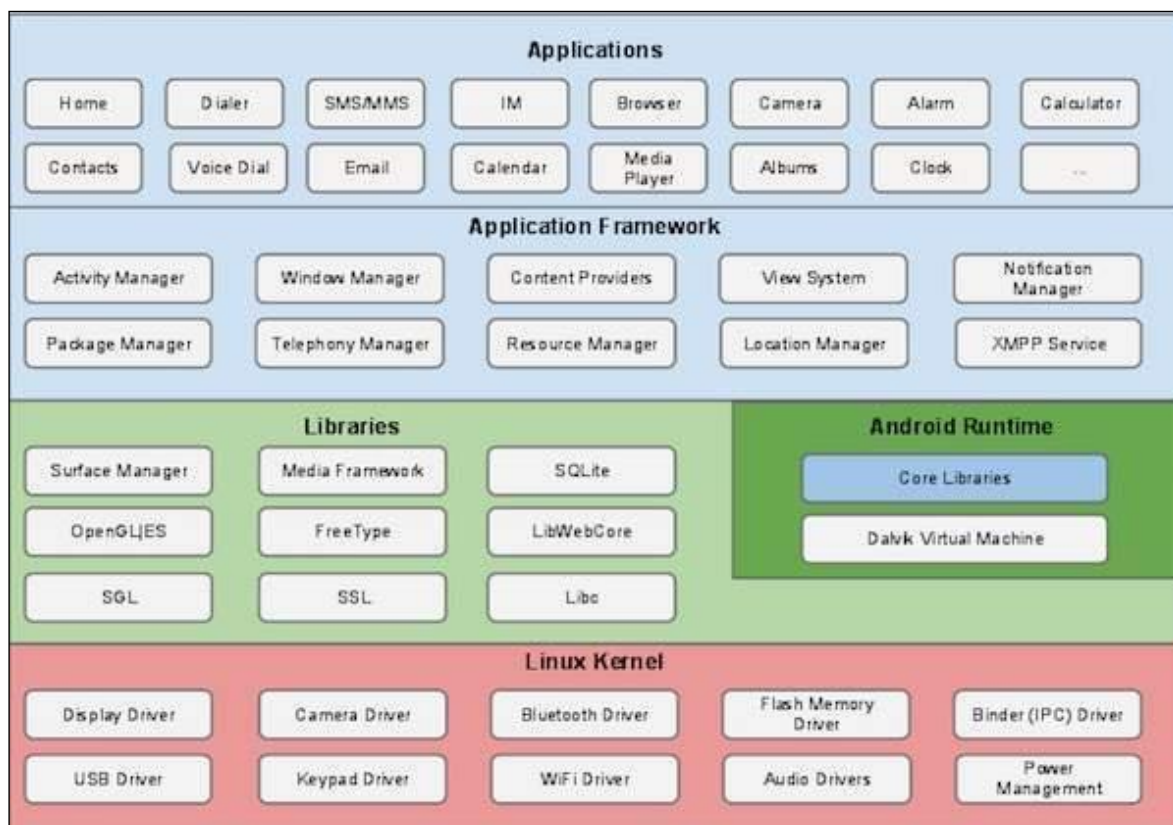 Applications
Home Dialer SMS/MMS IM Browser Camera Alarm Calculator
Contacts Voice Dial Email Calendar Media Player Albums Clock ...
Application Framework
Activity Manager Window Manager Content Providers View System Notification Manager
Package Manager Telephony Manager Resource Manager Location Manager XMPP Service
Libraries
Surface Manager Media Framework SQLite
OpenGL|ES FreeType LibWebCore
SGL SSL Libc
Android Runtime
Core Libraries
Dalvik Virtual Machine
Linux Kernel
Display Driver Camera Driver Bluetooth Driver Flash Memory Driver Binder (IPC) Driver
USB Driver Keypad Driver WiFi Driver Audio Drivers Power Management